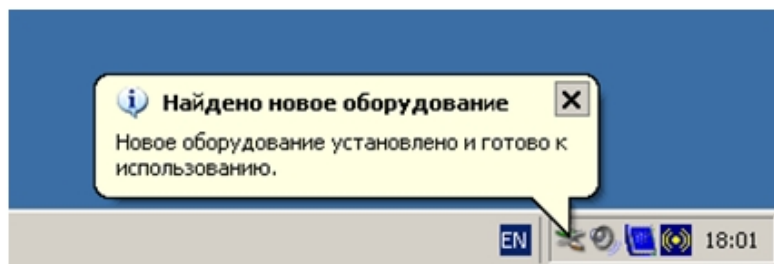 Найдено новое оборудование
Новое оборудование установлено и готово к
использованию.
EN
18:01